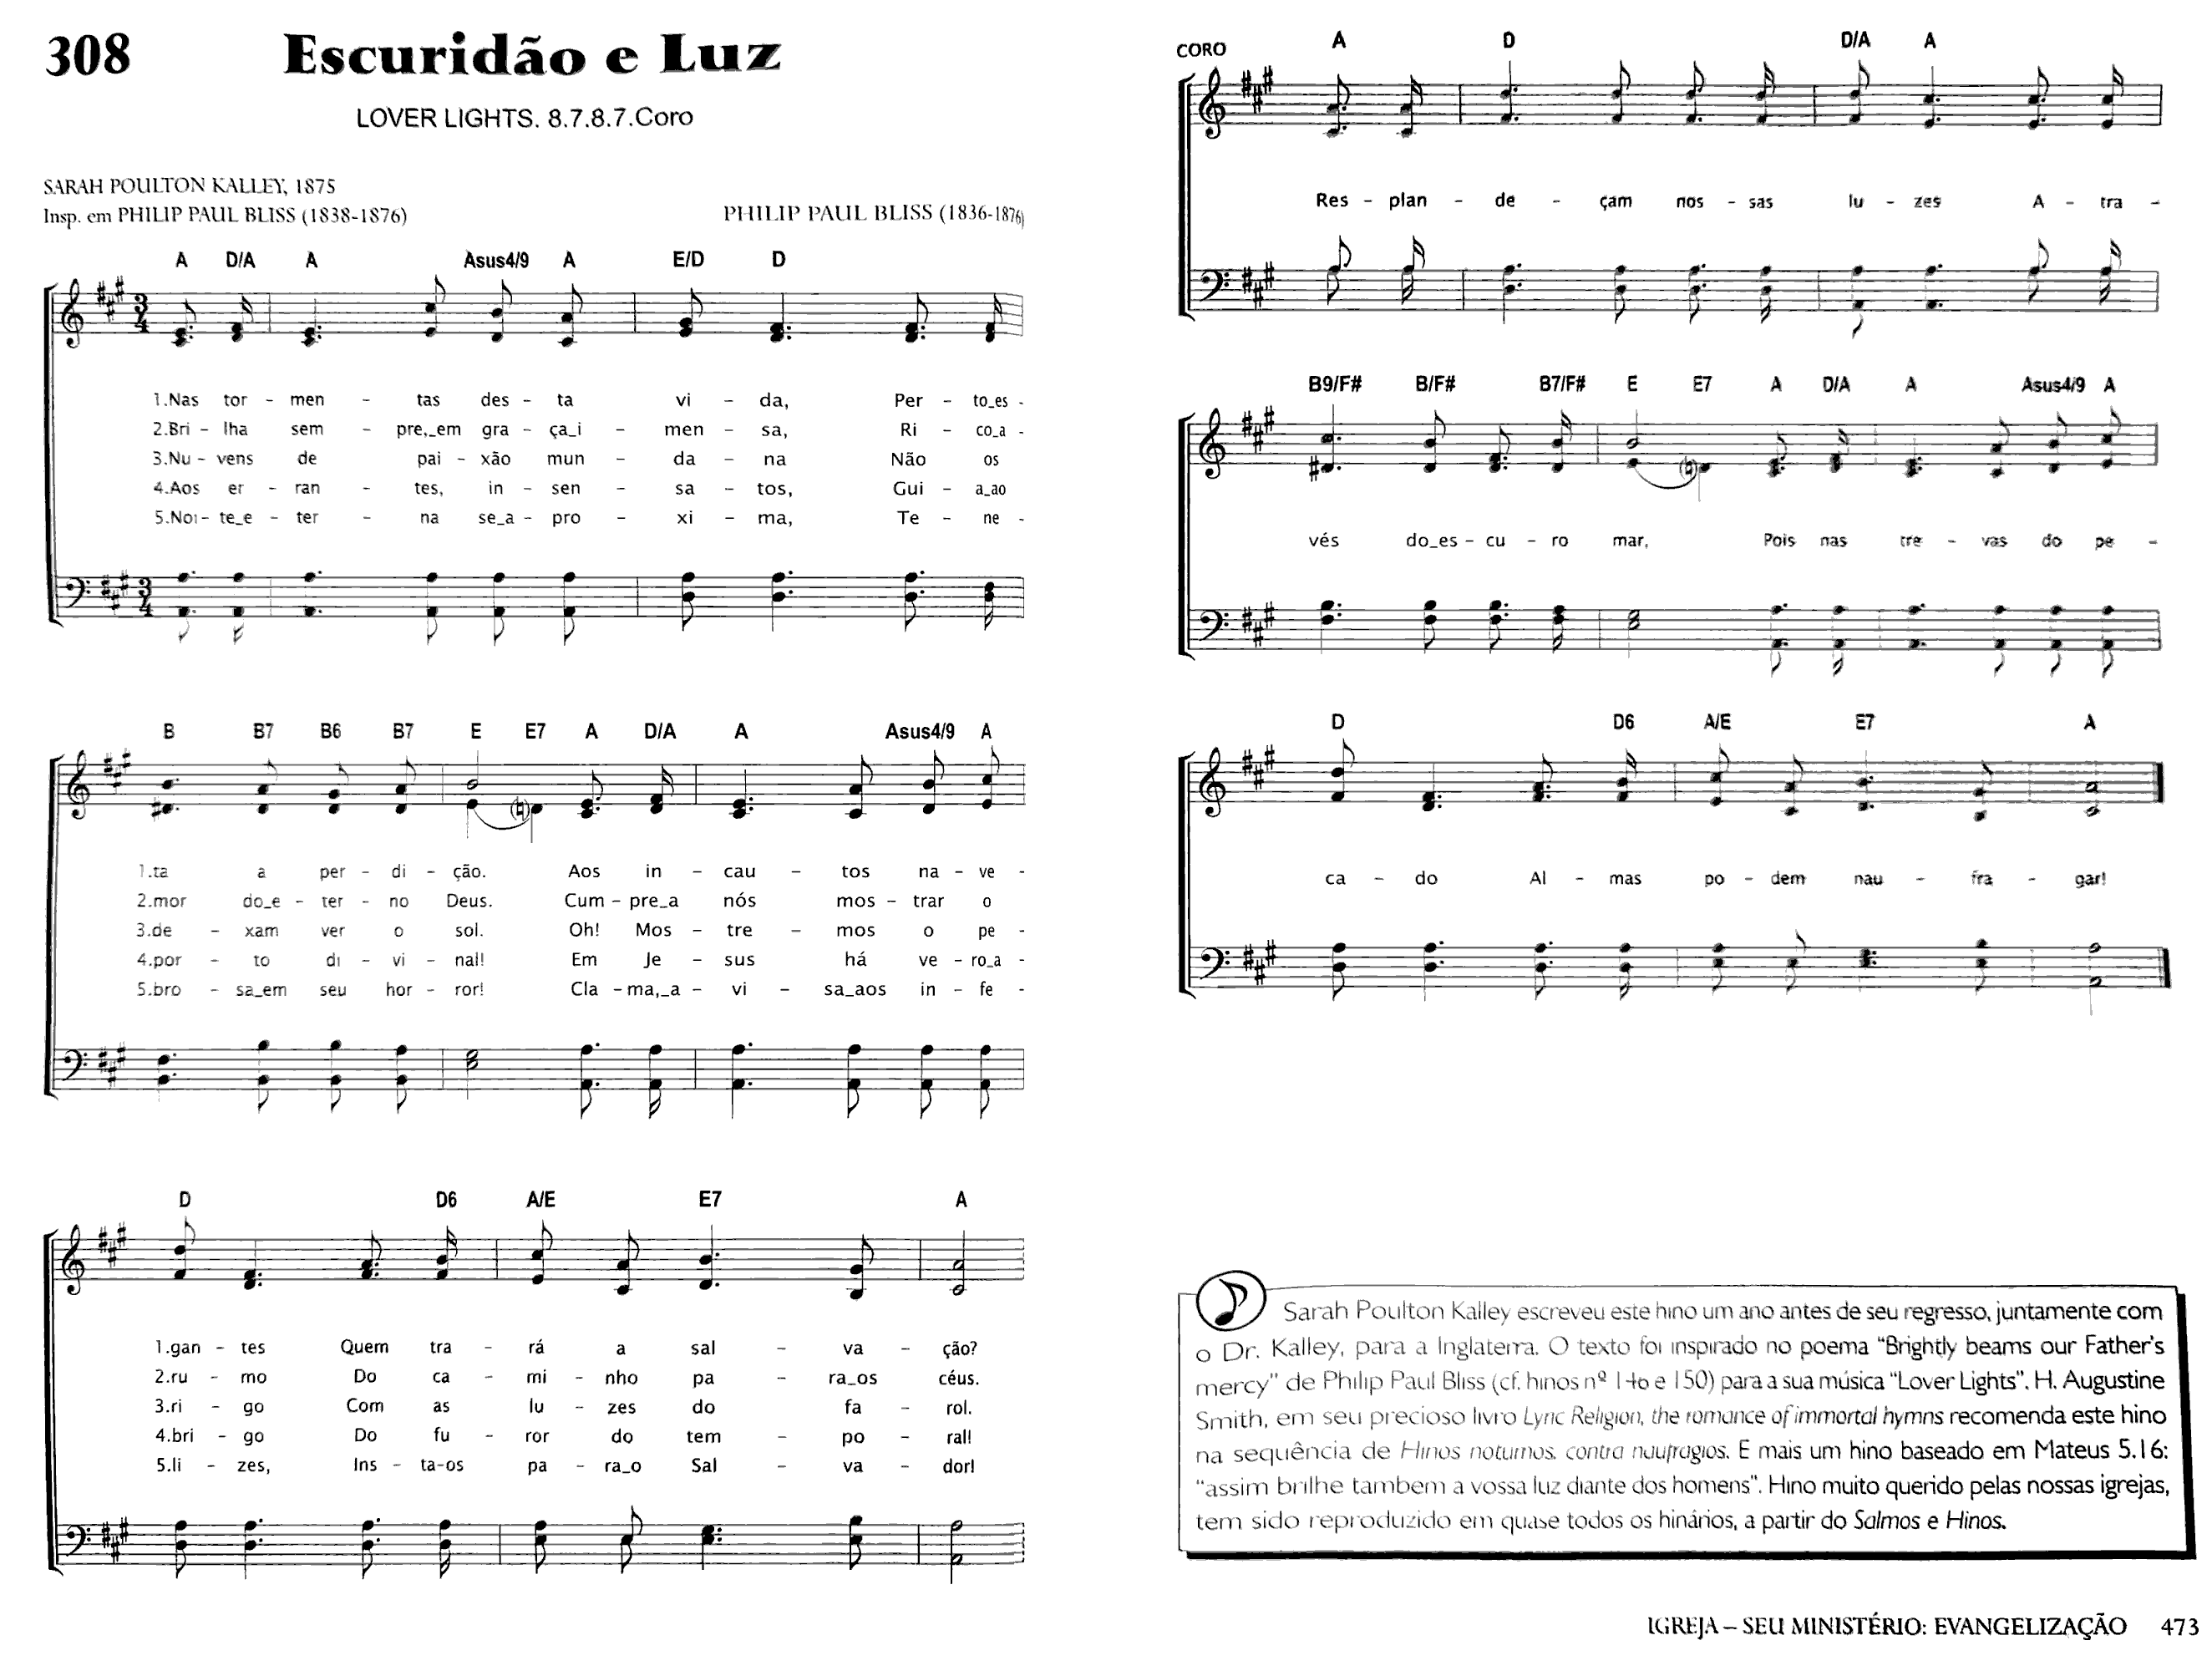 308 Escuridão e Luz
LOVER LIGHTS. 8.7.8.7.Coro
SARAH POULTON KALLEY, 1875
Insp. em PHILIP PAUL BLISS (1838-1876)
PHILIP PAUL BLISS (1836-1876)
A D/A A Asus4/9 A E/D D
3 4
1.Nas tor - men - tas des - ta vi - da, Per - to_es -
2.Bri - lha sem - pre,_em gra - ça_i - men - sa, Ri - co_a -
3.Nu - vens de pai - xão mun - da - na Não os
4.Aos er - ran - tes, in - sen - sa - tos, Gui - a_ao
5.Noi - te_e - ter - na se_a - pro - xi - ma, Te - ne -
3 4
B B7 B6 B7 E E7 A D/A A Asus4/9 A
1.ta a per - di - ção. Aos in - cau - tos na - ve -
2.mor do_e - ter - no Deus. Cum - pre_a nós mos - trar o
3.de - xam ver o sol. Oh! Mos - tre - mos o pe -
4.por - to di - vi - nal! Em Je - sus há ve - ro_a -
5.bro - sa_em seu hor - ror! Cla - ma,_a - vi - sa_aos in - fe -
D D6 A/E E7 A
1.gan - tes Quem tra - rá a sal - va - ção?
2.ru - mo Do ca - mi - nho pa - ra_os céus.
3.ri - go Com as lu - zes do fa - rol.
4.bri - go Do fu - ror do tem - po - ral!
5.li - zes, Ins - ta-os pa - ra_o Sal - va - dor!
CORO A D D/A A
Res - plan - de - çam nos - sas lu - zes A - tra -
B9/F# B/F# B7/F# E E7 A D/A A Asus4/9 A
vés do_es - cu - ro mar, Pois nas tre - vas do pe -
D D6 A/E E7 A
ca - do Al - mas po - dem nau - fra - gar!
Sarah Poulton Kalley escreveu este hino um ano antes de seu regresso, juntamente com
o Dr. Kalley, para a Inglaterra. O texto foi inspirado no poema "Brightly beams our Father's
mercy" de Philip Paul Bliss (cf. hinos nº 146 e 150) para a sua música "Lover Lights". H. Augustine
Smith, em seu precioso livro Lyric Religion, the romance of immortal hymns recomenda este hino
na sequência de Hinos noturnos, contra naufrágios. E mais um hino baseado em Mateus 5.16:
"assim brilhe tambem a vossa luz diante dos homens". Hino muito querido pelas nossas igrejas,
tem sido reproduzido em quase todos os hinários, a partir do Salmos e Hinos.
IGREJA – SEU MINISTÉRIO: EVANGELIZAÇÃO 473